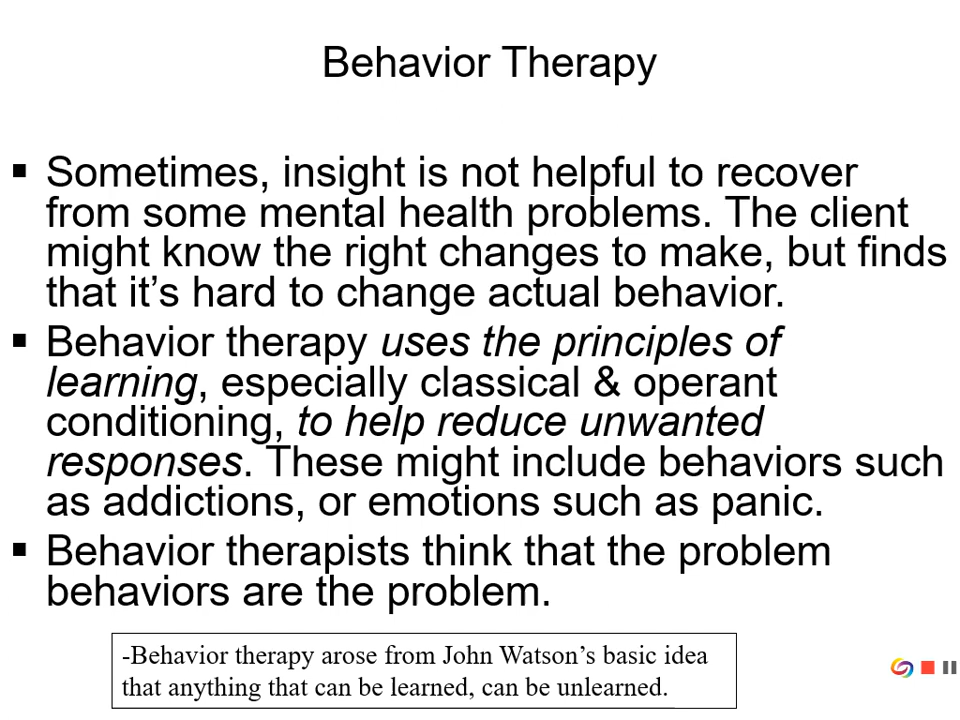 Behavior Therapy
▪ Sometimes, insight is not helpful to recover
from some mental health problems. The client
might know the right changes to make, but finds
that it’s hard to change actual behavior.
▪ Behavior therapy uses the principles of
learning, especially classical & operant
conditioning, to help reduce unwanted
responses. These might include behaviors such
as addictions, or emotions such as panic.
▪ Behavior therapists think that the problem
behaviors are the problem.
-Behavior therapy arose from John Watson’s basic idea
that anything that can be learned, can be unlearned.